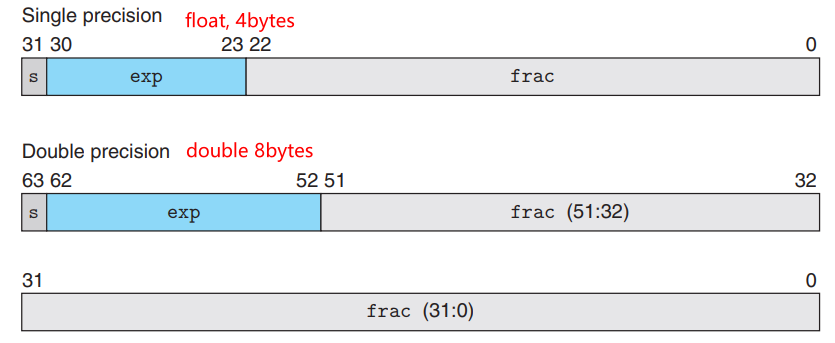 Single precision float, 4bytes
31 30 23 22 0
s exp frac
Double precision double 8bytes
63 62 52 51 32
s exp frac (51:32)
31 0
frac (31:0)